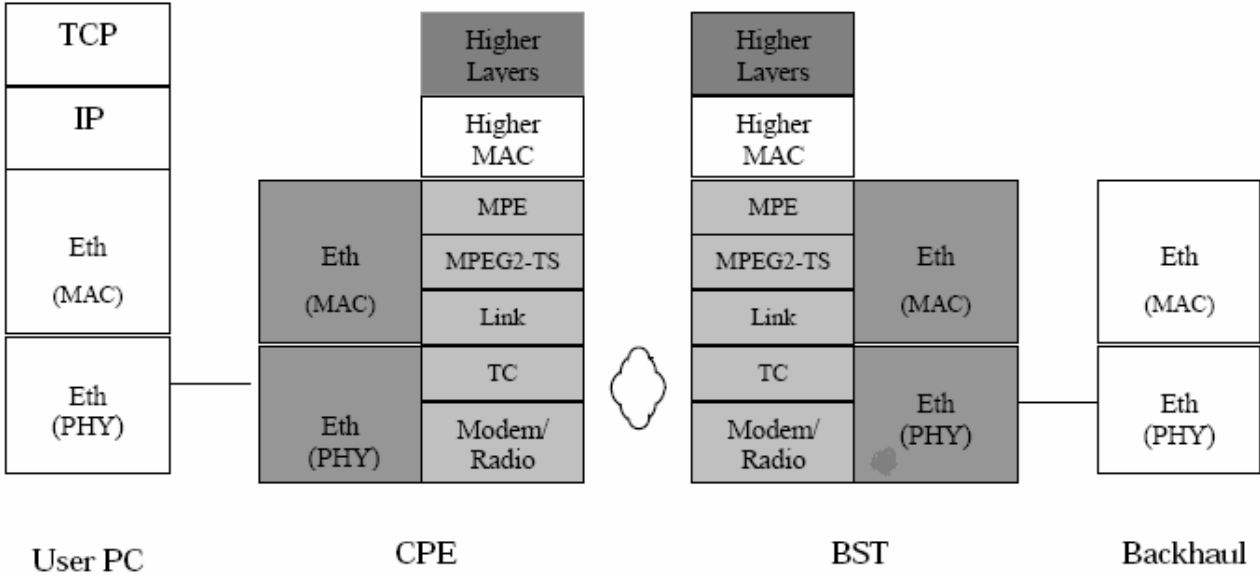 TCP
IP
Eth
(MAC)
Eth
(PHY)
User PC
Eth
(MAC)
Eth
(PHY)
Higher
Layers
Higher
MAC
MPE
MPEG2-TS
Link
TC
Modem/
Radio
CPE
Higher
Layers
Higher
MAC
MPE
MPEG2-TS
Link
TC
Modem/
Radio
Eth
(MAC)
Eth
(PHY)
BST
Eth
(MAC)
Eth
(PHY)
Backhaul